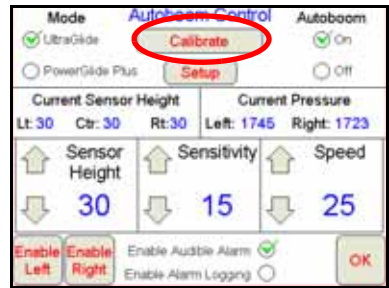 Mode Autoboom Control Autoboom
UltraGlide Calibrate On
PowerGlide Plus Setup Off
Current Sensor Height Current Pressure
Lt: 30 Ctr: 30 Rt:30 Left: 1745 Right: 1723
Sensor Height Sensitivity Speed
30 15 25
Enable Left Enable Right Enable Audible Alarm OK
Enable Alarm Logging